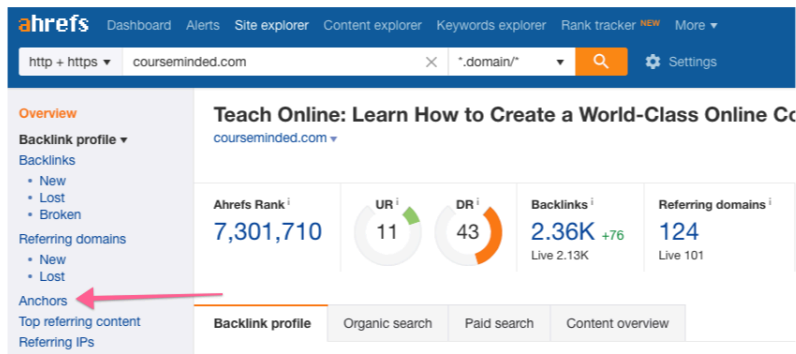 ahrefs Dashboard Alerts Site explorer Content explorer Keywords explorer Rank tracker NEW More ▾
http + https ▾ courseminded.com × *.domain/* ▾ Settings
Overview
Backlink profile ▾
Backlinks
• New
• Lost
• Broken
Referring domains
• New
• Lost
Anchors
Top referring content
Referring IPs
Teach Online: Learn How to Create a World-Class Online Co
courseminded.com ▾
Ahrefs Rank i
7,301,710
UR i
11
DR i
43
Backlinks i
2.36K +76
Live 2.13K
Referring domains i
124
Live 101
Backlink profile Organic search Paid search Content overview